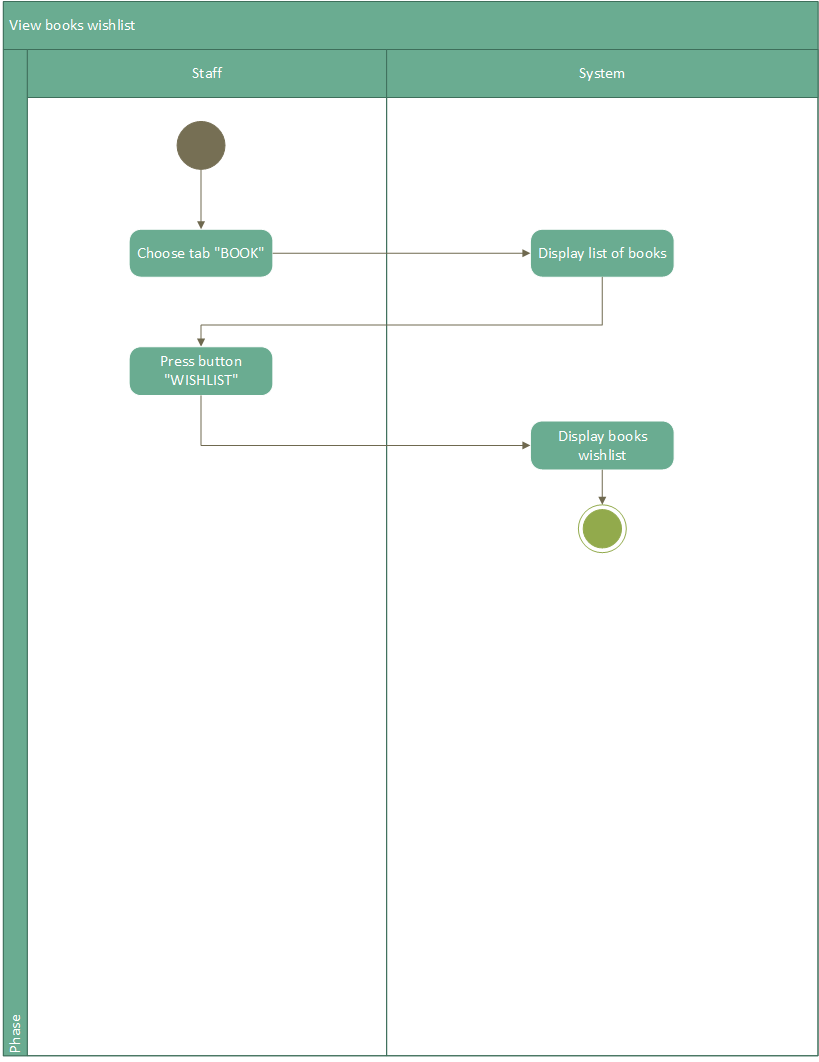 View books wishlist
Staff
System
Choose tab "BOOK"
Display list of books
Press button
"WISHLIST"
Display books
wishlist
Phase